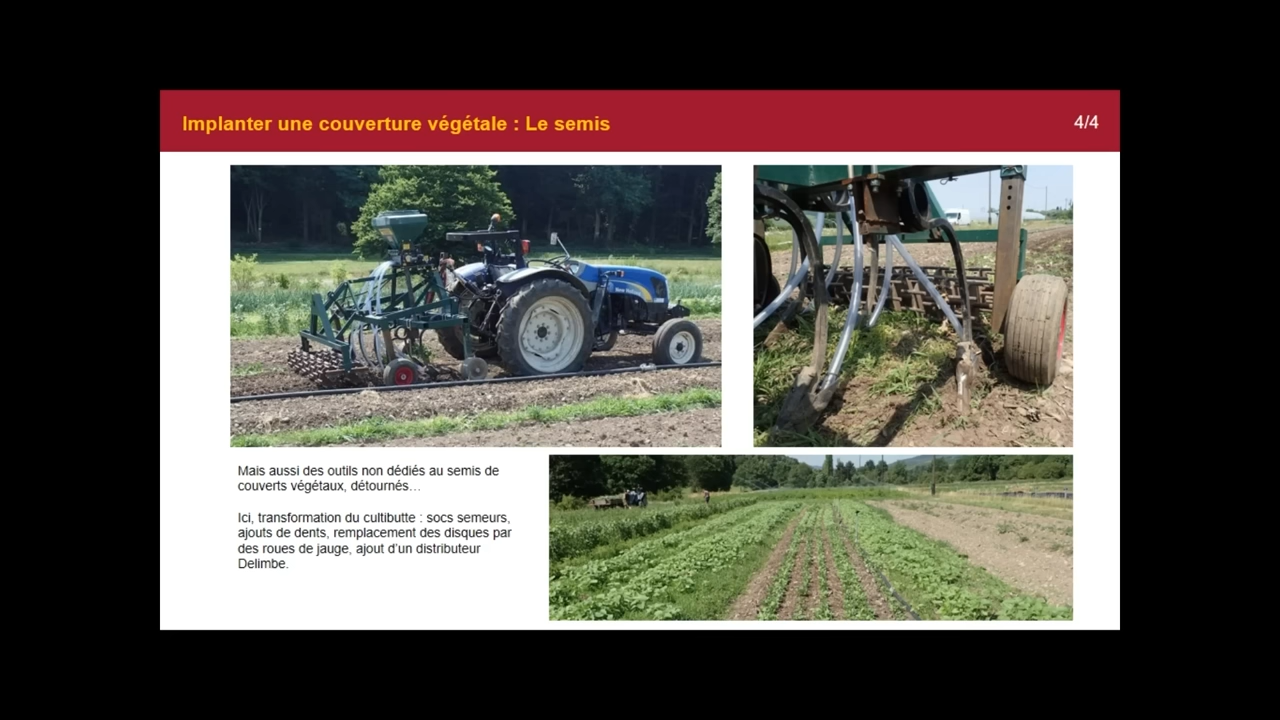 Implanter une couverture végétale : Le semis
4/4
Mais aussi des outils non dédiés au semis de
couverts végétaux, détournés…
Ici, transformation du cultibutte : socs semeurs,
ajouts de dents, remplacement des disques par
des roues de jauge, ajout d'un distributeur
Delimbe.